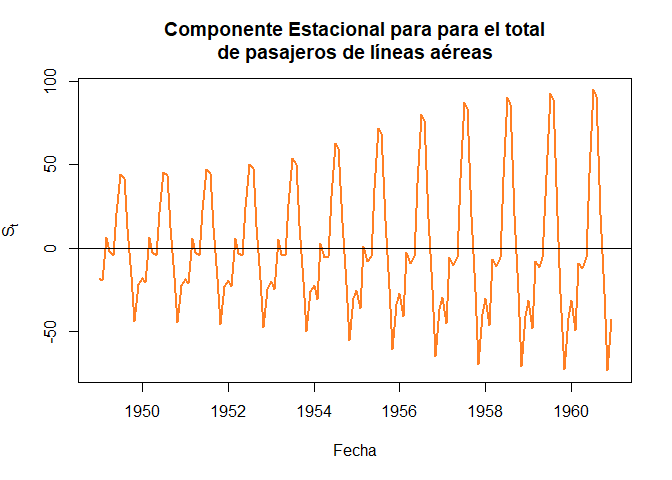 Componente Estacional para para el total
de pasajeros de líneas aéreas
100
50
0
-50
St
1950 1952 1954 1956 1958 1960
Fecha